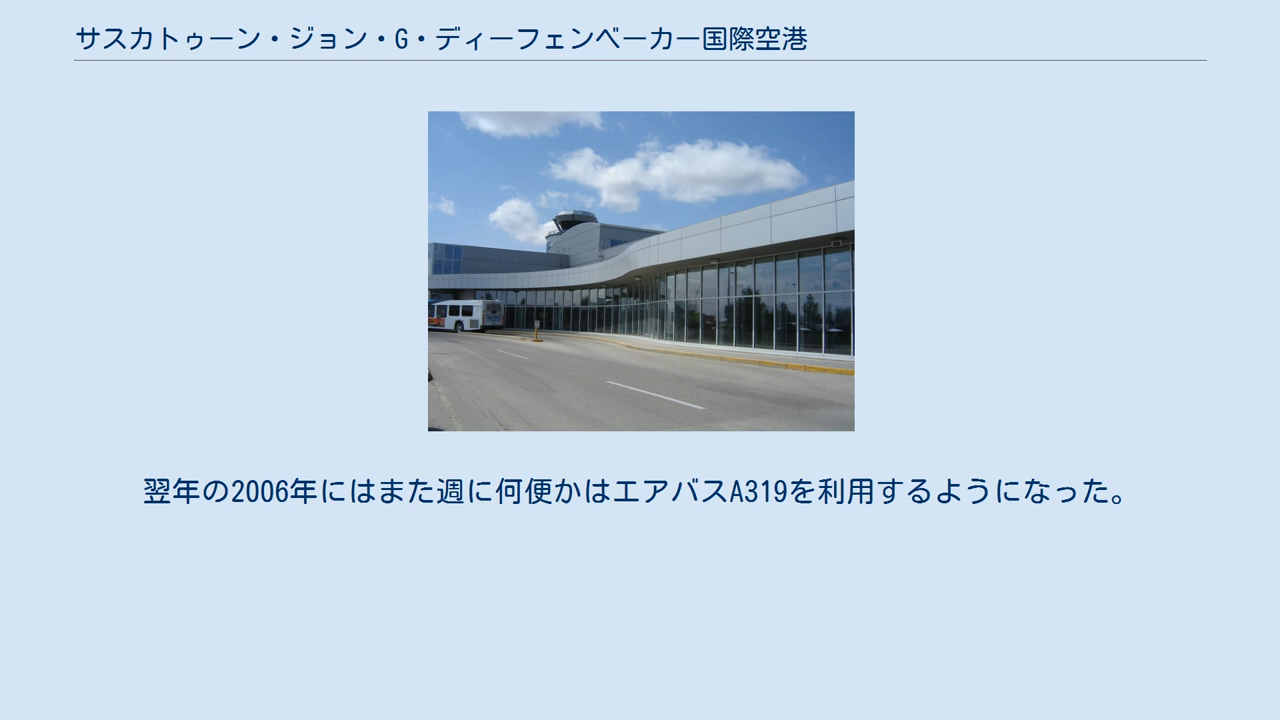 サスカトゥーン・ジョン・G・ディーフェンベーカー国際空港
翌年の2006年にはまた週に何便かはエアバスA319を利用するようになった。